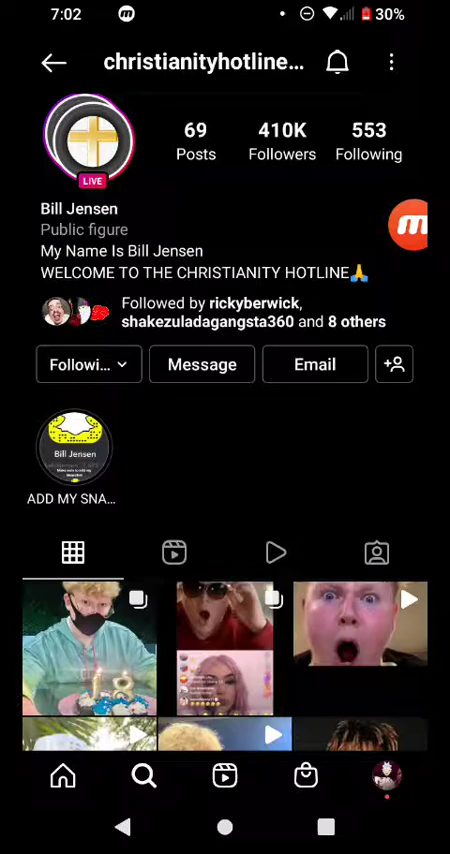 7:02
30%
christianityhotline...
69
410K
553
Posts
Followers
Following
LIVE
Bill Jensen
Public figure
My Name Is Bill Jensen
WELCOME TO THE CHRISTIANITY HOTLINE🙏
Followed by rickyberwick,
shakezuladagangsta360 and 8 others
Followi...
Message
Email
Bill Jensen
ADD MY SNA...
18